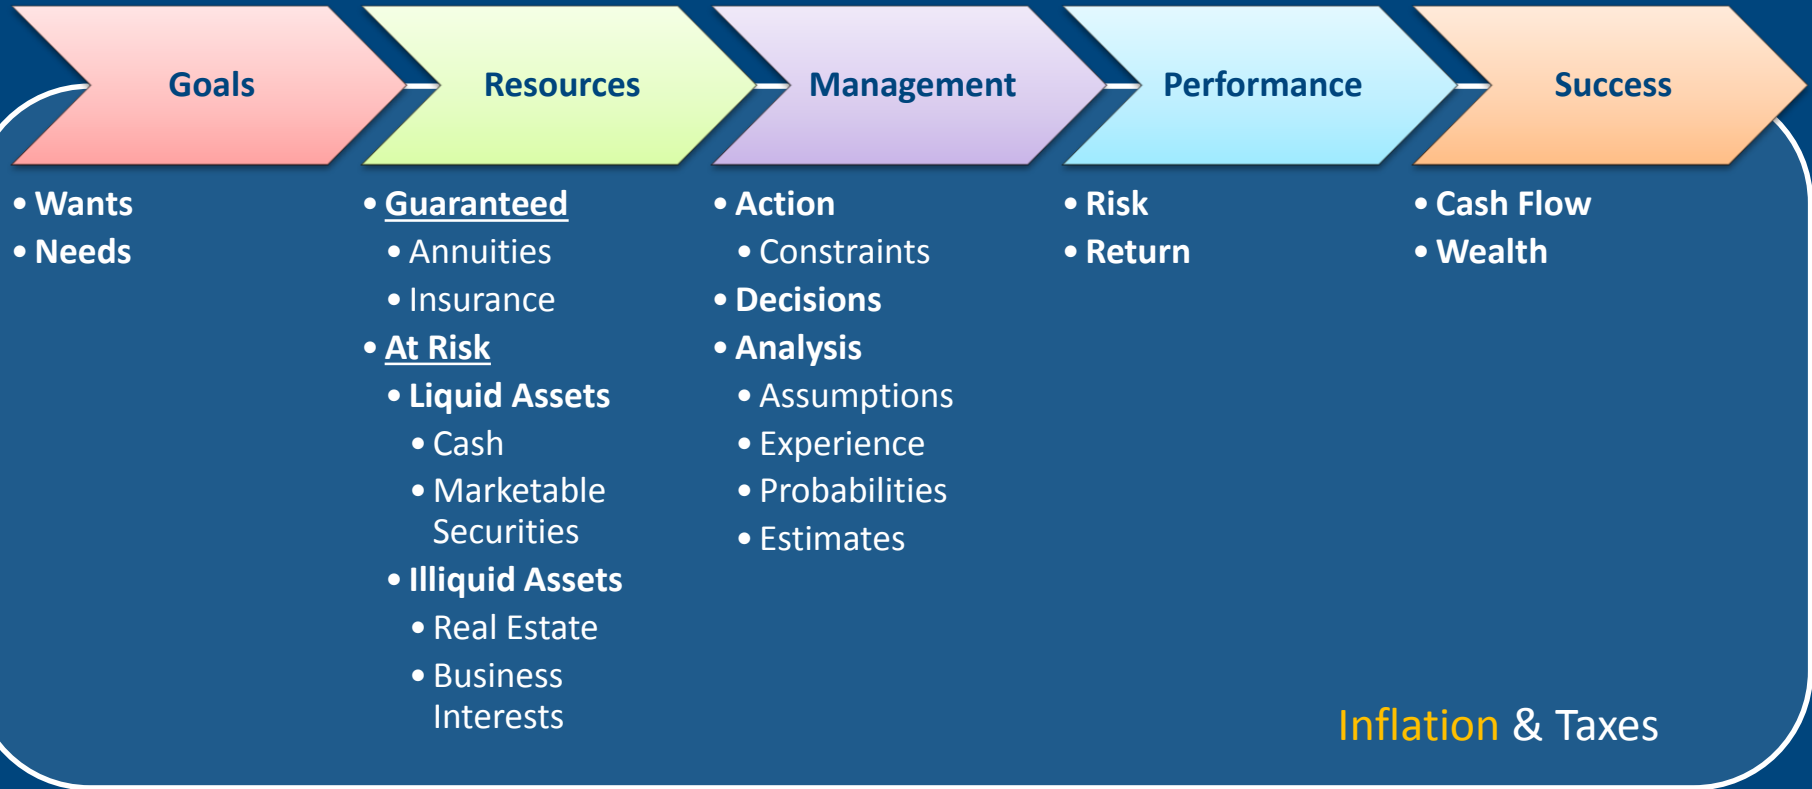 Goals
Resources
Management
Performance
Success
• Wants
• Needs
• Guaranteed
• Annuities
• Insurance
• At Risk
• Liquid Assets
• Cash
• Marketable
Securities
• Illiquid Assets
• Real Estate
• Business
Interests
• Action
• Constraints
• Decisions
• Analysis
• Assumptions
• Experience
• Probabilities
• Estimates
• Risk
• Return
• Cash Flow
• Wealth
Inflation & Taxes